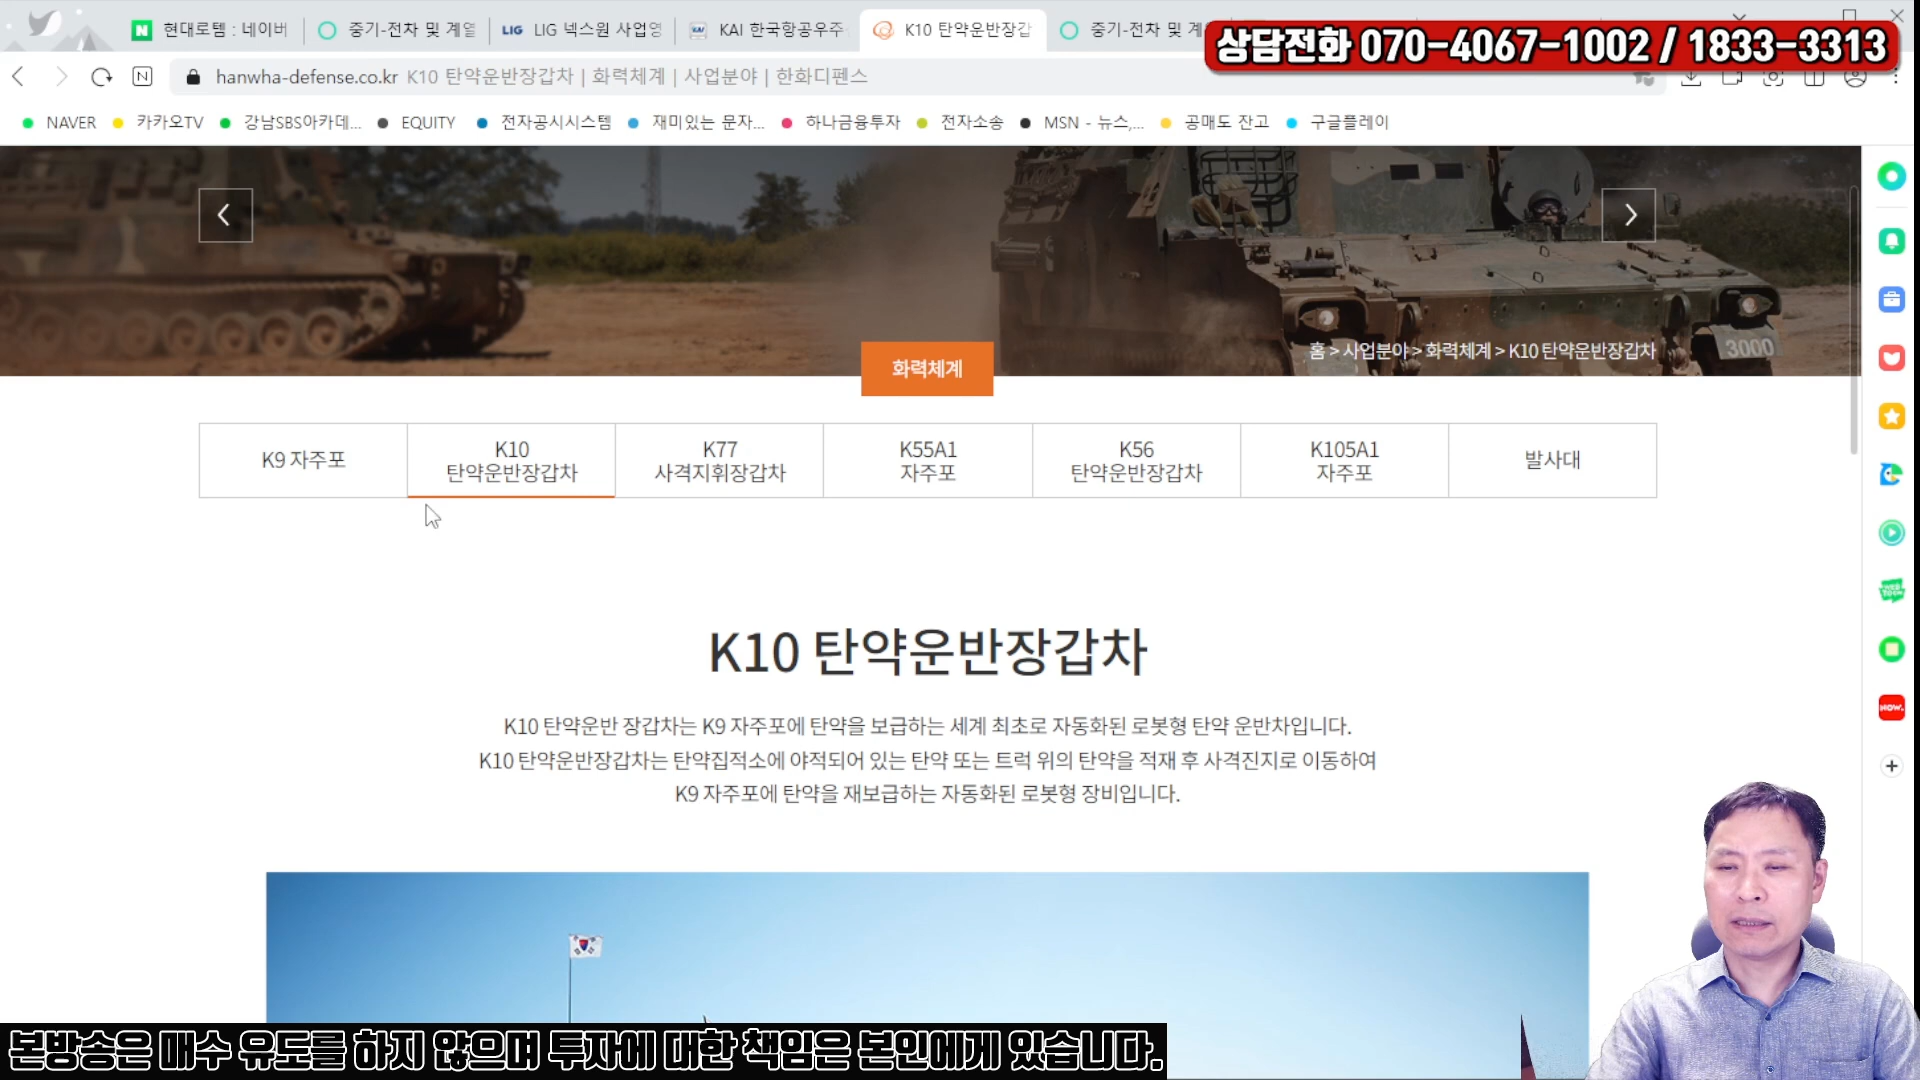 현대로템 : 네이버
중기-전차 및 계열
LIG LIG 넥스원 사업영
KAI 한국항공우주
K10 탄약운반장갑
중기-전차 및 계
상담전화 070-4067-1002 / 1833-3313
hanwha-defense.co.kr K10 탄약운반장갑차 | 화력체계 | 사업분야 | 한화디펜스
NAVER
카카오TV
강남SBS아카데...
EQUITY
전자공시시스템
재미있는 문자...
하나금융투자
전자소송
MSN - 뉴스,...
공매도 잔고
구글플레이
3000
홈 > 사업분야 > 화력체계 > K10 탄약운반장갑차
화력체계
K9 자주포
K10
탄약운반장갑차
K77
사격지휘장갑차
K55A1
자주포
K56
탄약운반장갑차
K105A1
자주포
발사대
K10 탄약운반장갑차
K10 탄약운반 장갑차는 K9 자주포에 탄약을 보급하는 세계 최초로 자동화된 로봇형 탄약 운반차입니다.
K10 탄약운반장갑차는 탄약집적소에 야적되어 있는 탄약 또는 트럭 위의 탄약을 적재 후 사격진지로 이동하여
K9 자주포에 탄약을 재보급하는 자동화된 로봇형 장비입니다.
NOW.
본방송은 매수 유도를 하지 않으며 투자에 대한 책임은 본인에게 있습니다.